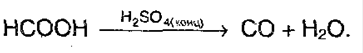 HCOOH H₂SO₄(конц) → CO + H₂O.